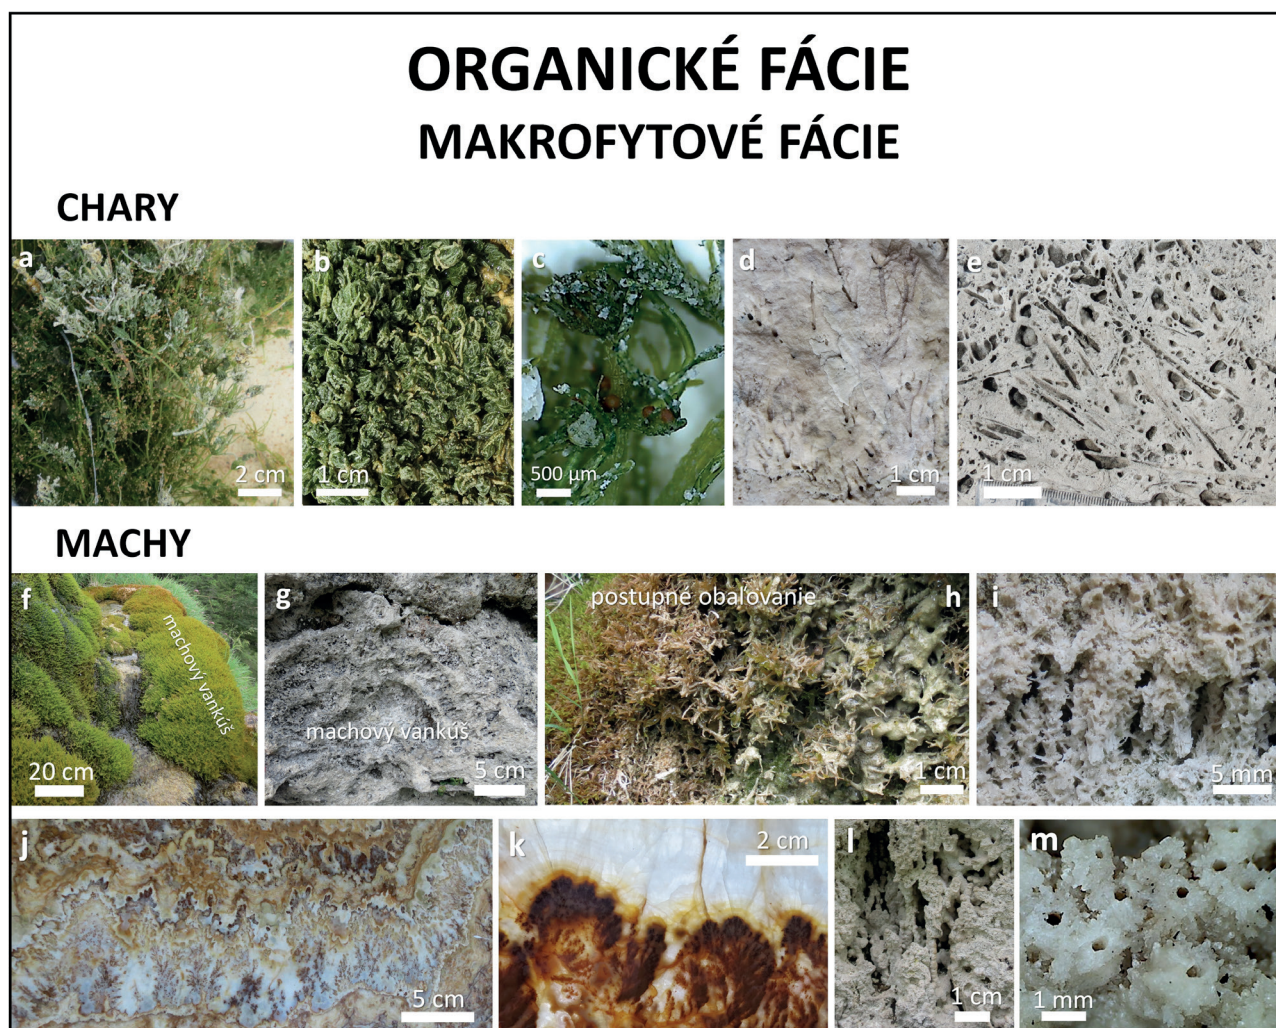 ORGANICKÉ FÁCIE
MAKROFYTOVÉ FÁCIE
CHARY
a
2 cm
b
1 cm
c
500 µm
d
1 cm
e
1 cm
MACHY
f
machový vankúš
20 cm
g
machový vankúš
5 cm
postupné obaľovanie
h
1 cm
i
5 mm
j
5 cm
k
2 cm
l
1 cm
m
1 mm